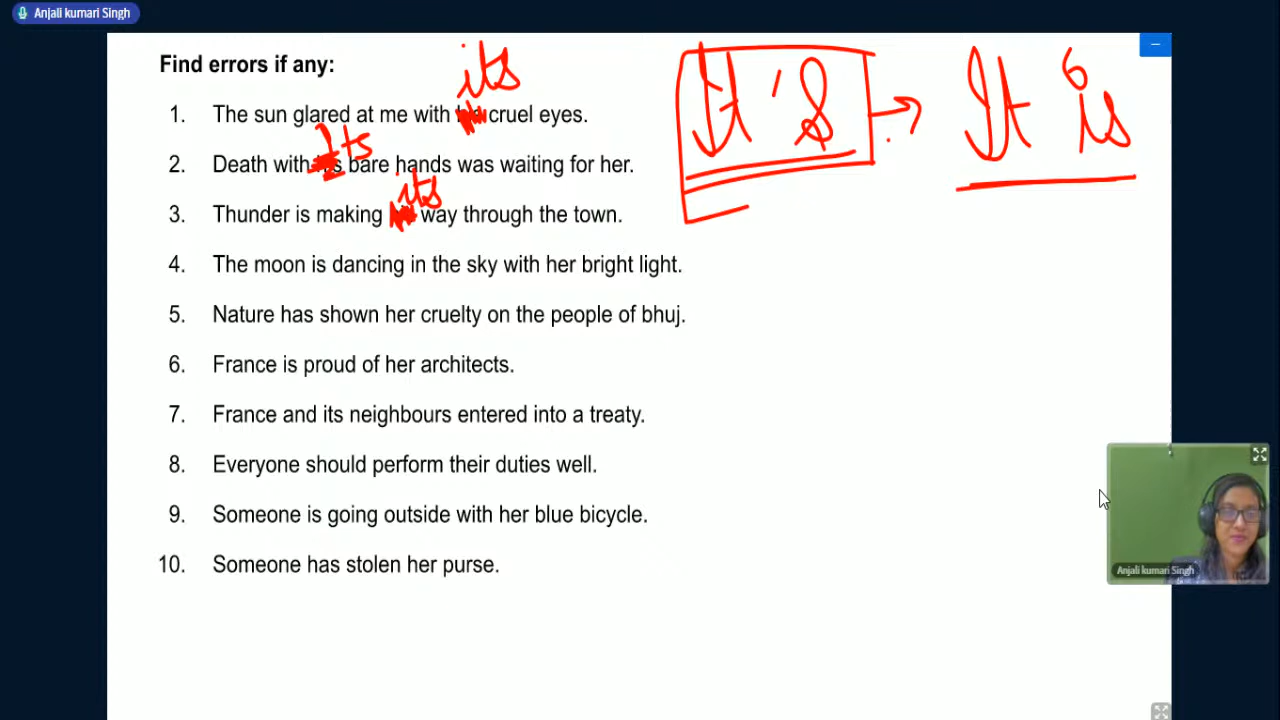 Anjali kumari Singh
Find errors if any:
its
It's → It is
1. The sun glared at me with cruel eyes.
Its
2. Death with bare hands was waiting for her.
its
3. Thunder is making way through the town.
4. The moon is dancing in the sky with her bright light.
5. Nature has shown her cruelty on the people of bhuj.
6. France is proud of her architects.
7. France and its neighbours entered into a treaty.
8. Everyone should perform their duties well.
9. Someone is going outside with her blue bicycle.
10. Someone has stolen her purse.
Anjali kumari Singh